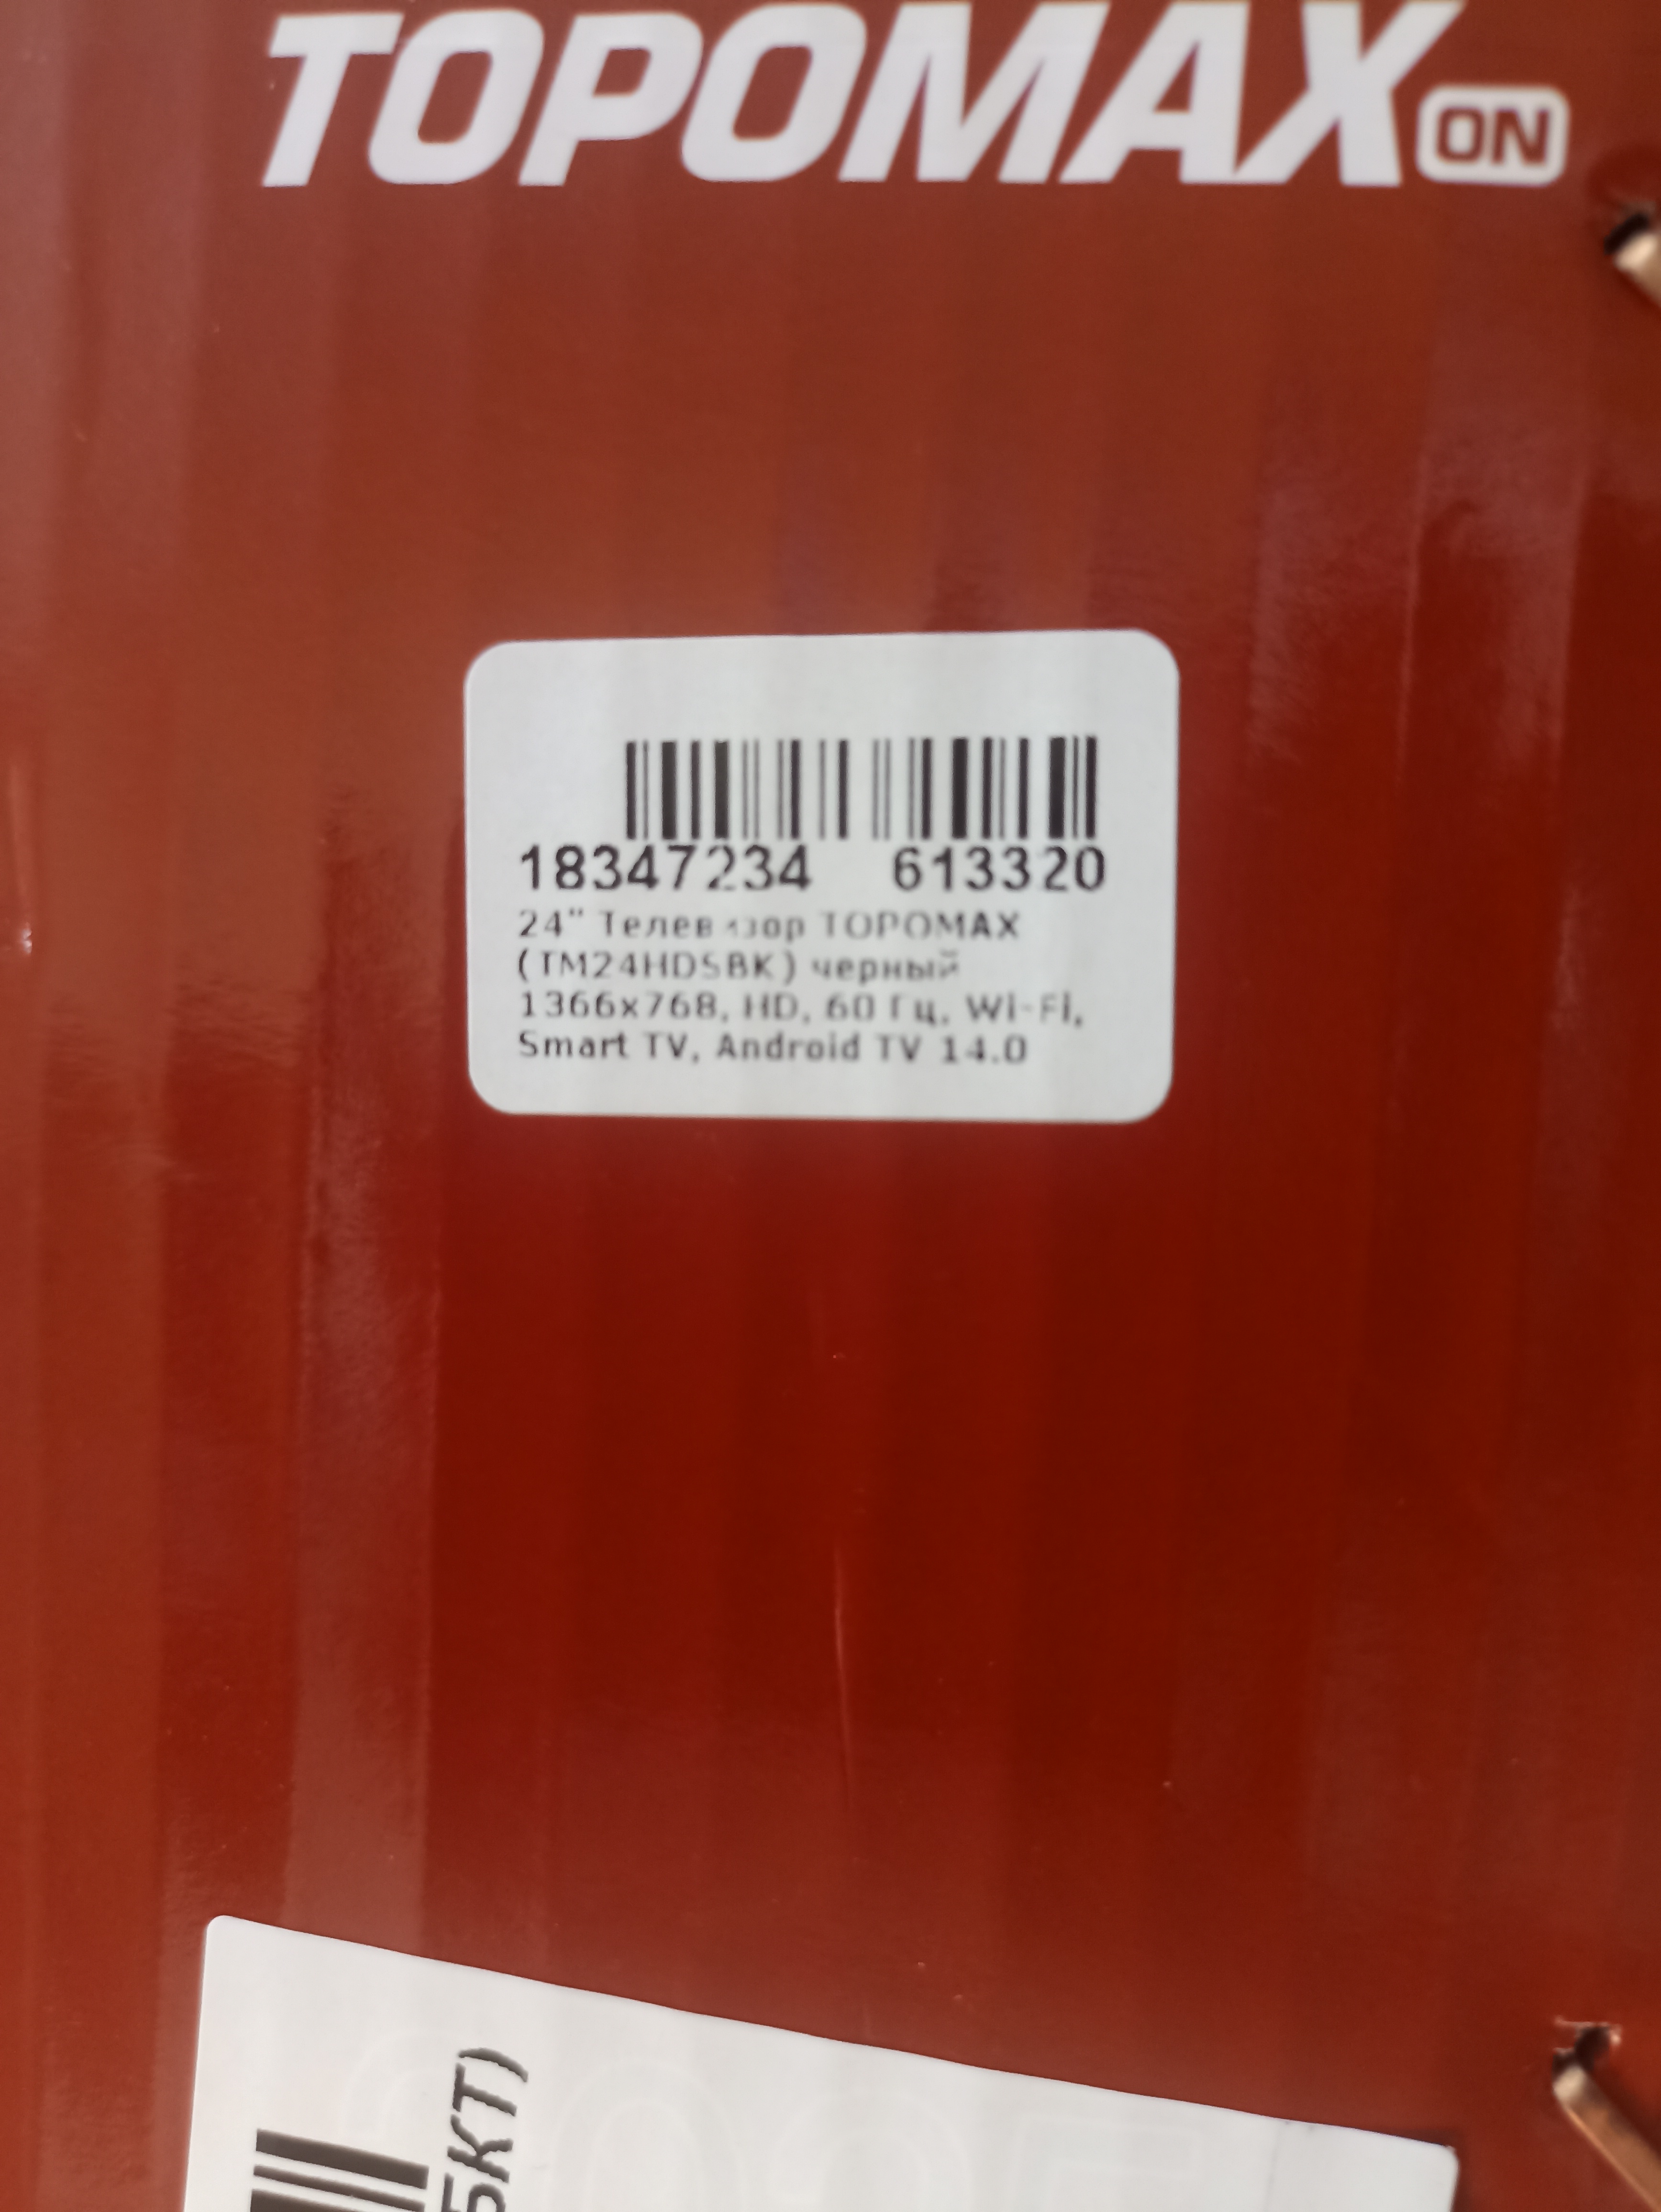 TOPOMAX ON
18347234 613320
24" Телевизор TOPOMAX
(TM24HDSBK) черный
1366x768, HD, 60 Гц, Wi-Fi,
Smart TV, Android TV 14.0
5КТ)